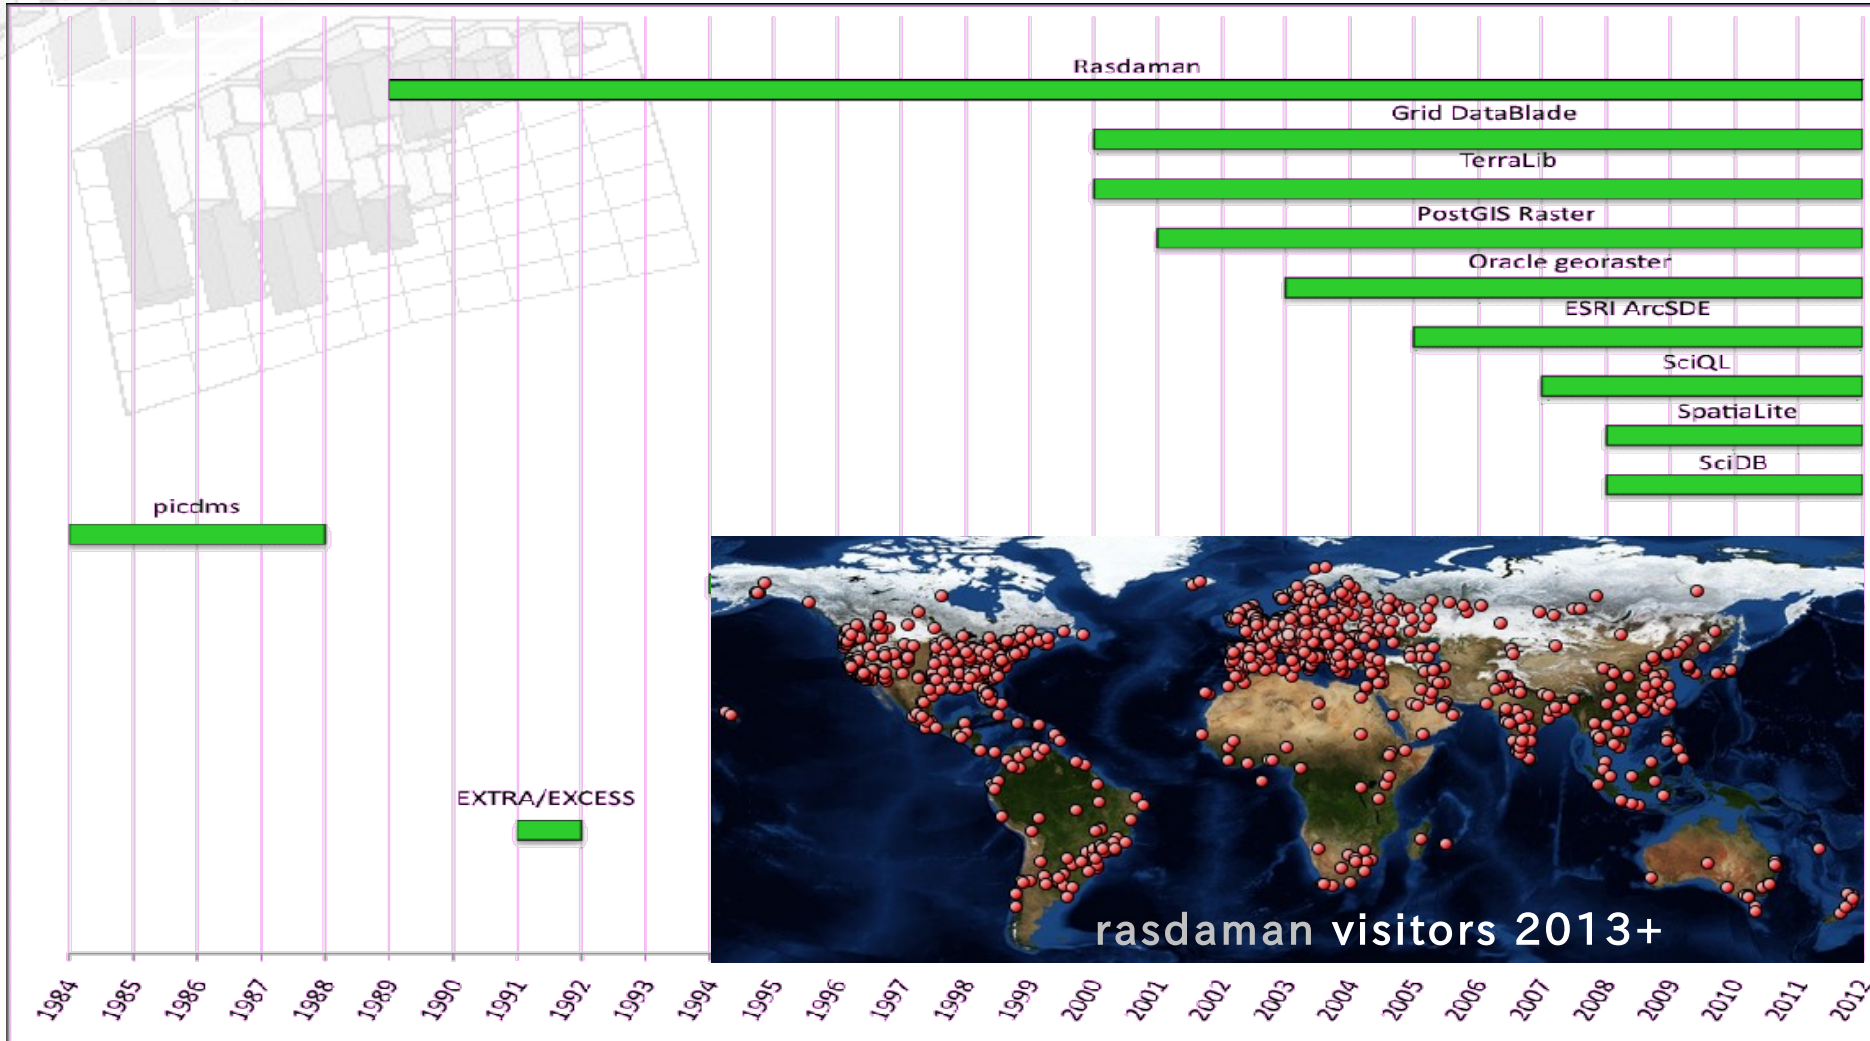 Rasdaman
Grid DataBlade
TerraLib
PostGIS Raster
Oracle georaster
ESRI ArcSDE
SciQL
SpatiaLite
SciDB
picdms
EXTRA/EXCESS
rasdaman visitors 2013+
1984 1985 1986 1987 1988 1989 1990 1991 1992 1993 1994 1995 1996 1997 1998 1999 2000 2001 2002 2003 2004 2005 2006 2007 2008 2009 2010 2011 2012